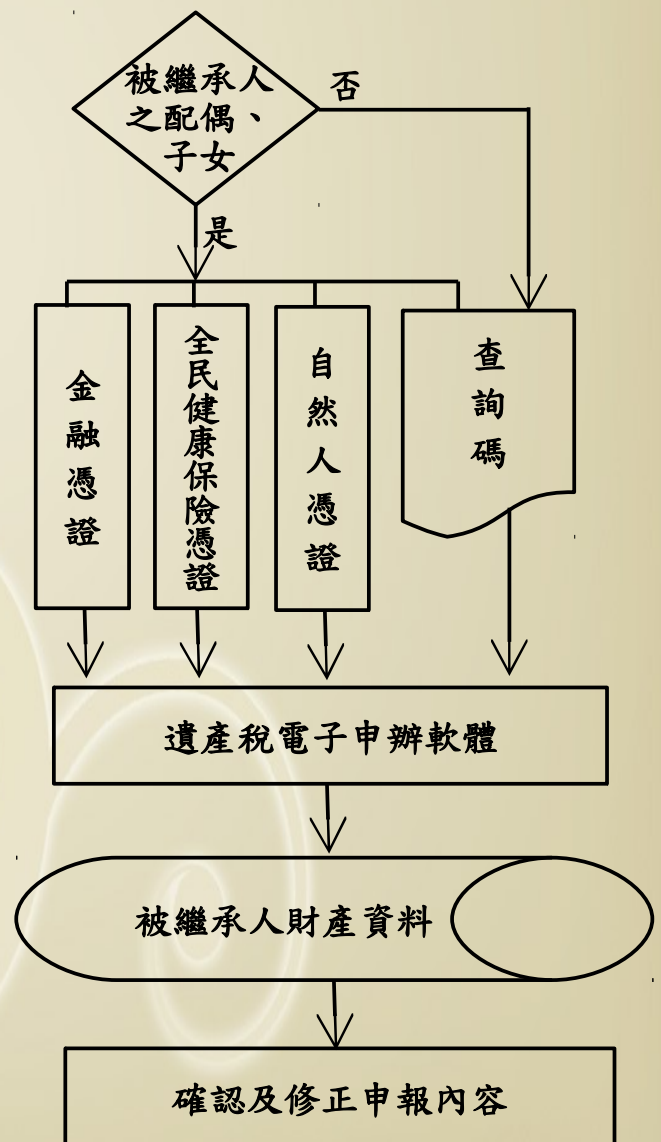 被繼承人
之配偶、
子女
否
是
金融憑證
全民健康保險憑證
自然人憑證
查詢碼
遺產稅電子申辦軟體
被繼承人財產資料
確認及修正申報內容